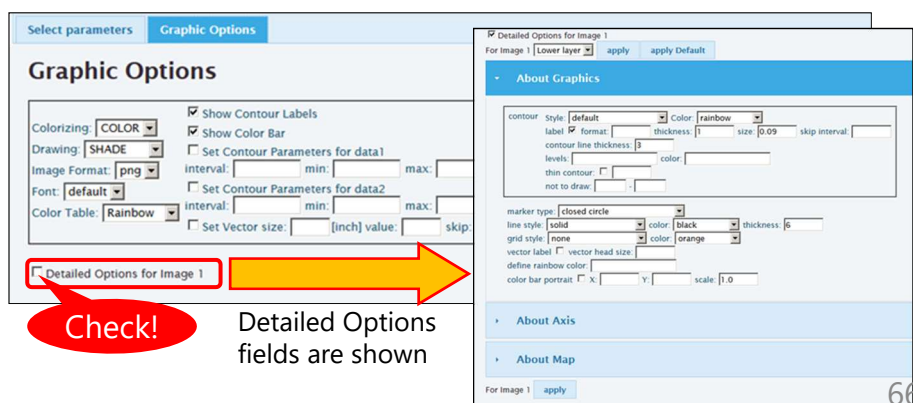 Select parameters Graphic Options
Graphic Options
Colorizing: COLOR
Drawing: SHADE
Image Format: png
Font: default
Color Table: Rainbow
Show Contour Labels
Show Color Bar
Set Contour Parameters for data1
interval: min: max:
Set Contour Parameters for data2
interval: min: max:
Set Vector size: [inch] value: skip:
Detailed Options for Image 1
Check!
Detailed Options
fields are shown
Detailed Options for Image 1
For Image 1 Lower layer apply apply Default
About Graphics
contour Style: default Color: rainbow
label format: thickness: 1 size: 0.09 skip interval:
contour line thickness: 3
levels: color:
thin contour:
not to draw: -
marker type: closed circle
line style: solid color: black thickness: 6
grid style: none color: orange
vector label vector head size:
define rainbow color:
color bar portrait X: Y: scale: 1.0
About Axis
About Map
For Image 1 apply
66